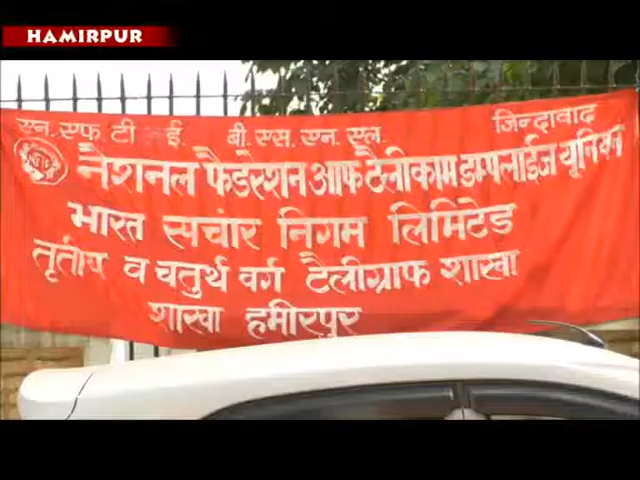 HAMIRPUR
एन. एफ. टी. ई. बी. एस. एन. एल. जिन्दाबाद
नैशनल फैडरेशन आफ टैलीकाम इम्पलाईज यूनियन
भारत सचार निगम लिमिटेड
तृतीय व चतुर्थ वर्ग टैलीग्राफ शाखा
शाखा हमीरपुर